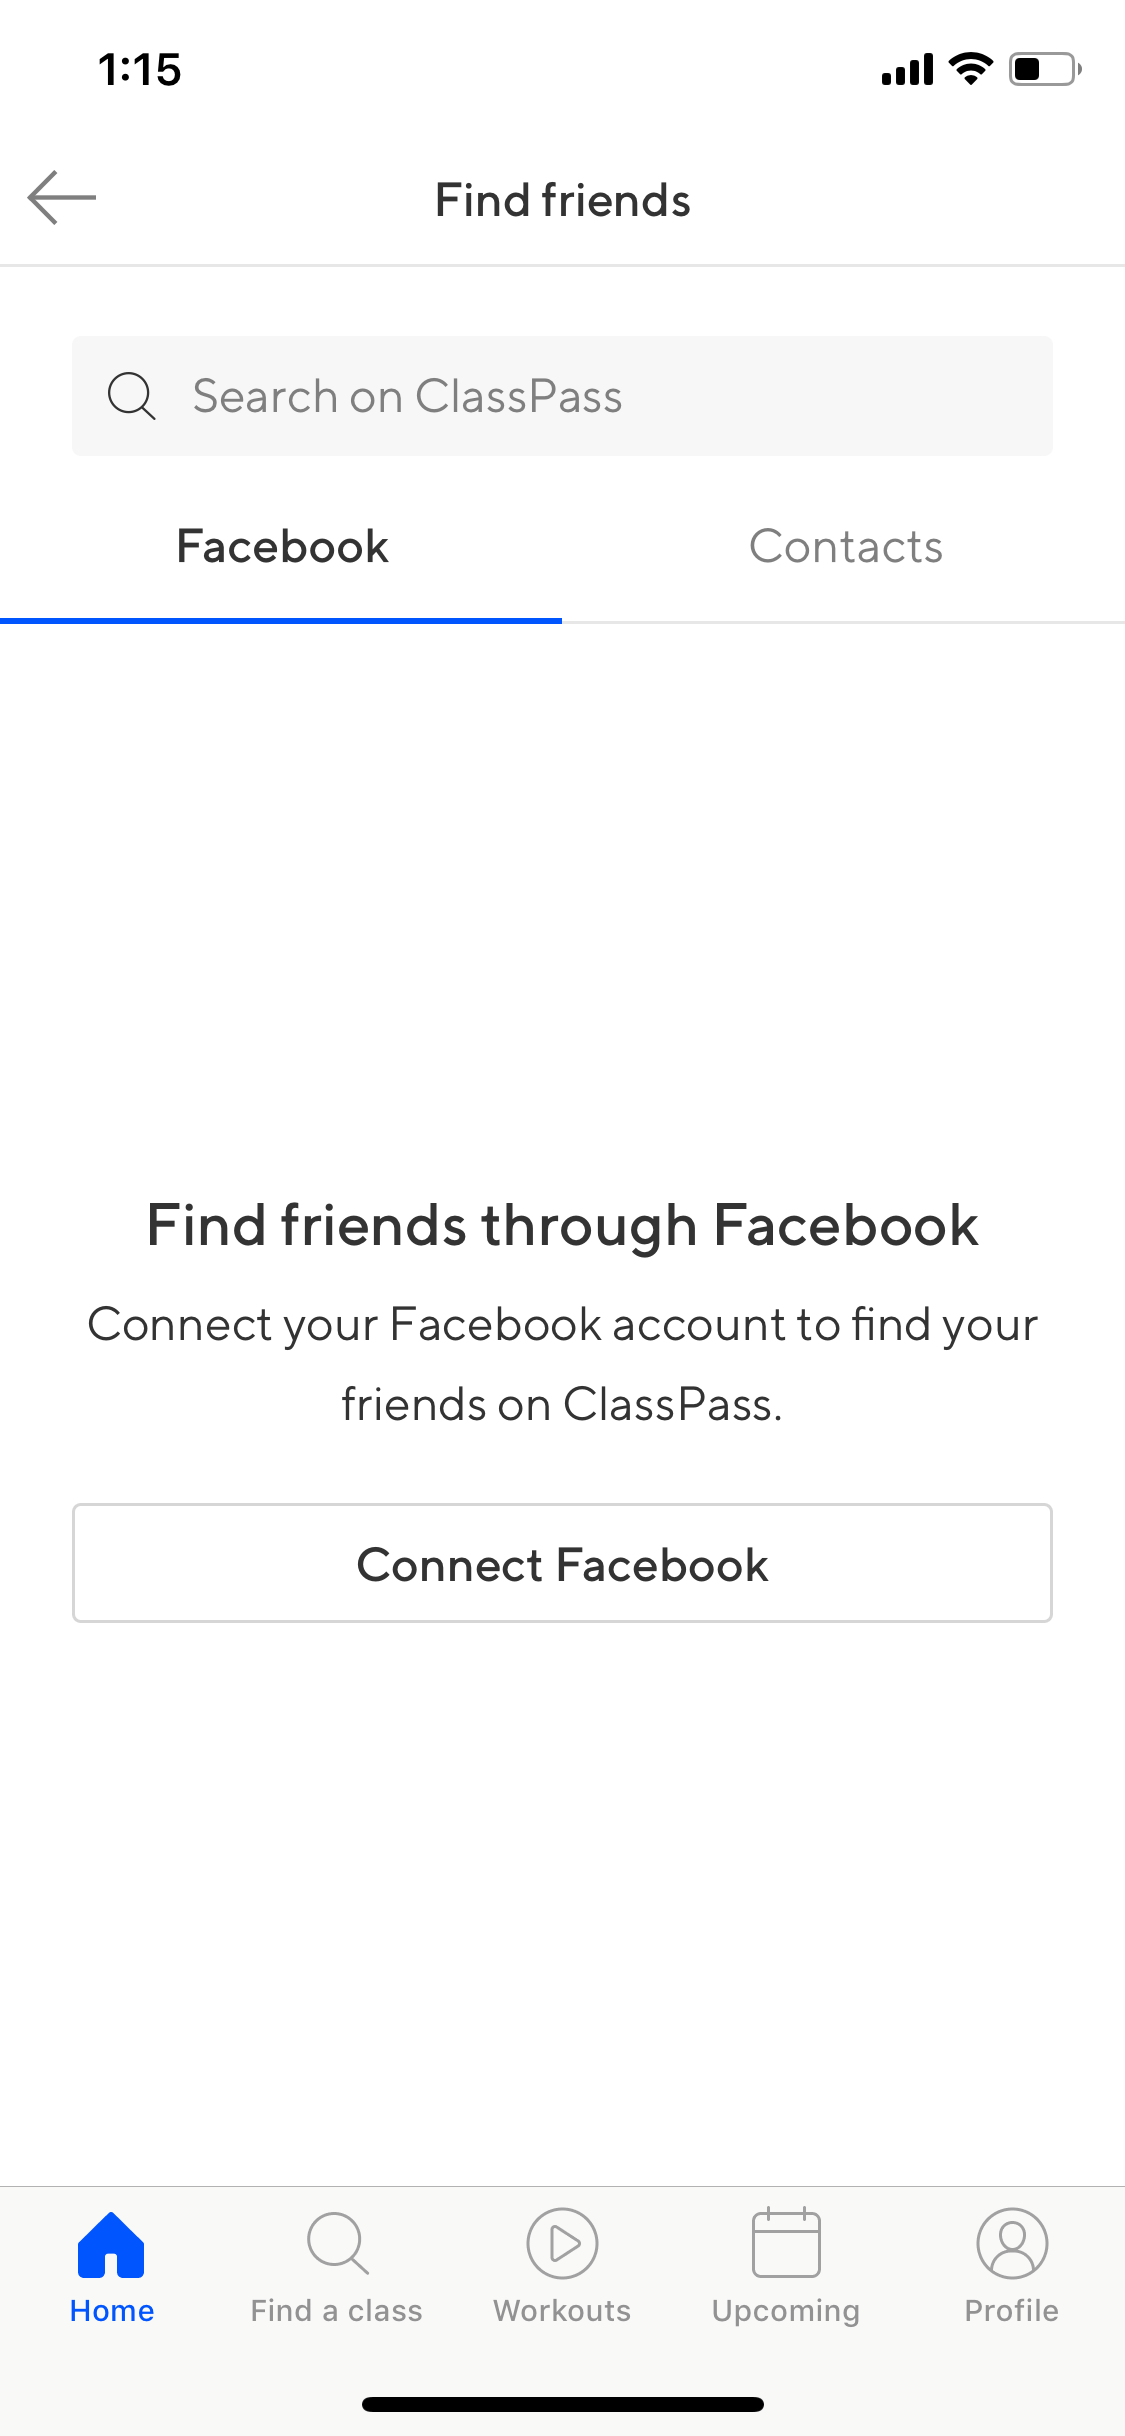 1:15
Find friends
Search on ClassPass
Facebook
Contacts
Find friends through Facebook
Connect your Facebook account to find your
friends on ClassPass.
Connect Facebook
Home
Find a class
Workouts
Upcoming
Profile